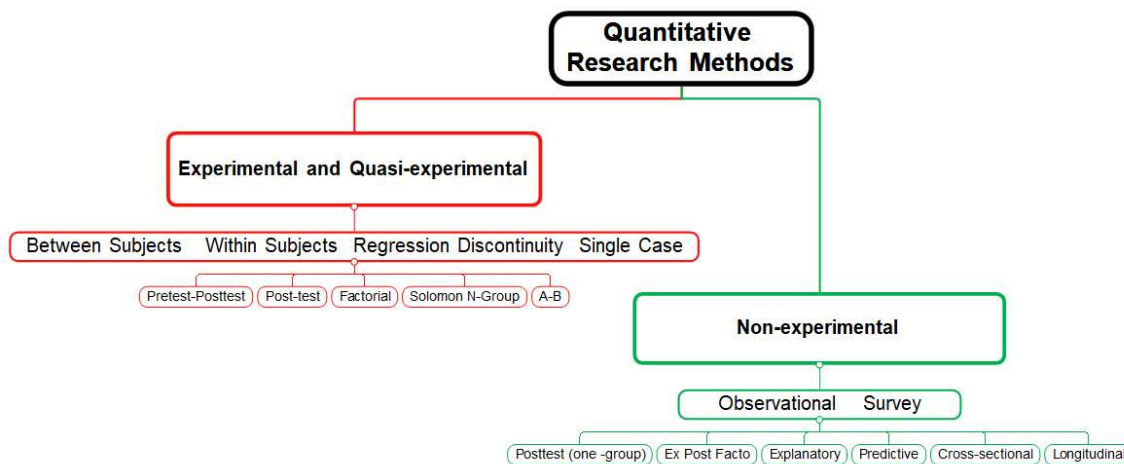 Quantitative
Research Methods
Experimental and Quasi-experimental
Between Subjects Within Subjects Regression Discontinuity Single Case
Pretest-Posttest Post-test Factorial Solomon N-Group A-B
Non-experimental
Observational Survey
Posttest (one -group) Ex Post Facto Explanatory Predictive Cross-sectional Longitudinal